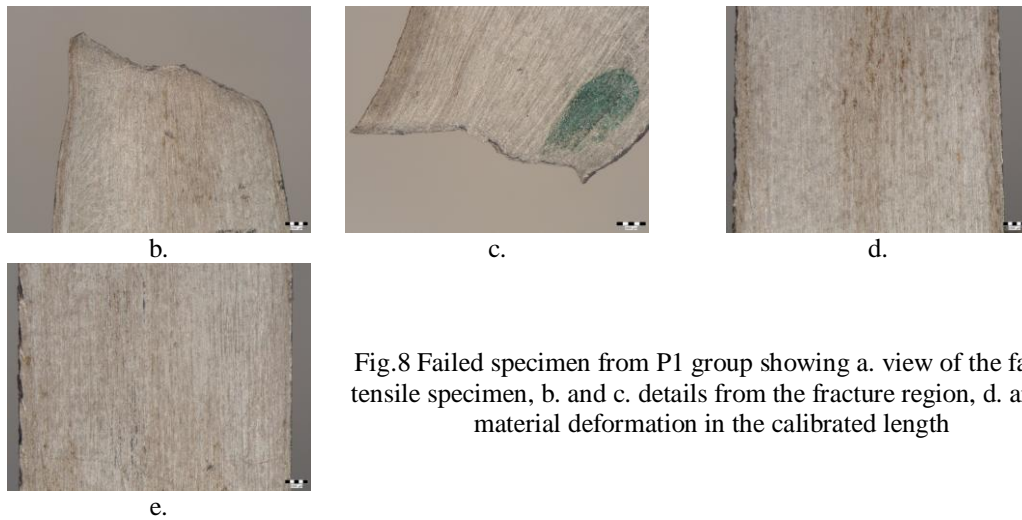 b.
c.
d.
e.
Fig.8 Failed specimen from P1 group showing a. view of the
tensile specimen, b. and c. details from the fracture region, d.
material deformation in the calibrated length